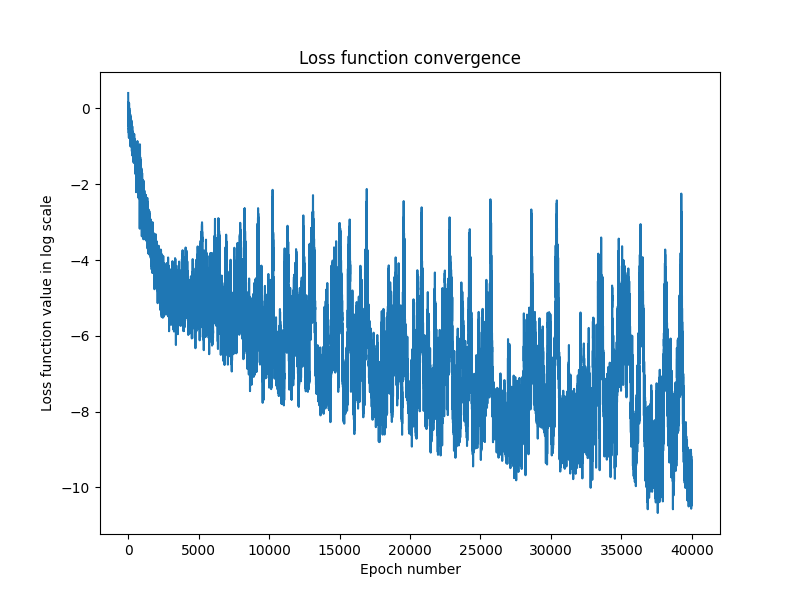 Loss function convergence
Loss function value in log scale
0
−2
−4
−6
−8
−10
0 5000 10000 15000 20000 25000 30000 35000 40000
Epoch number